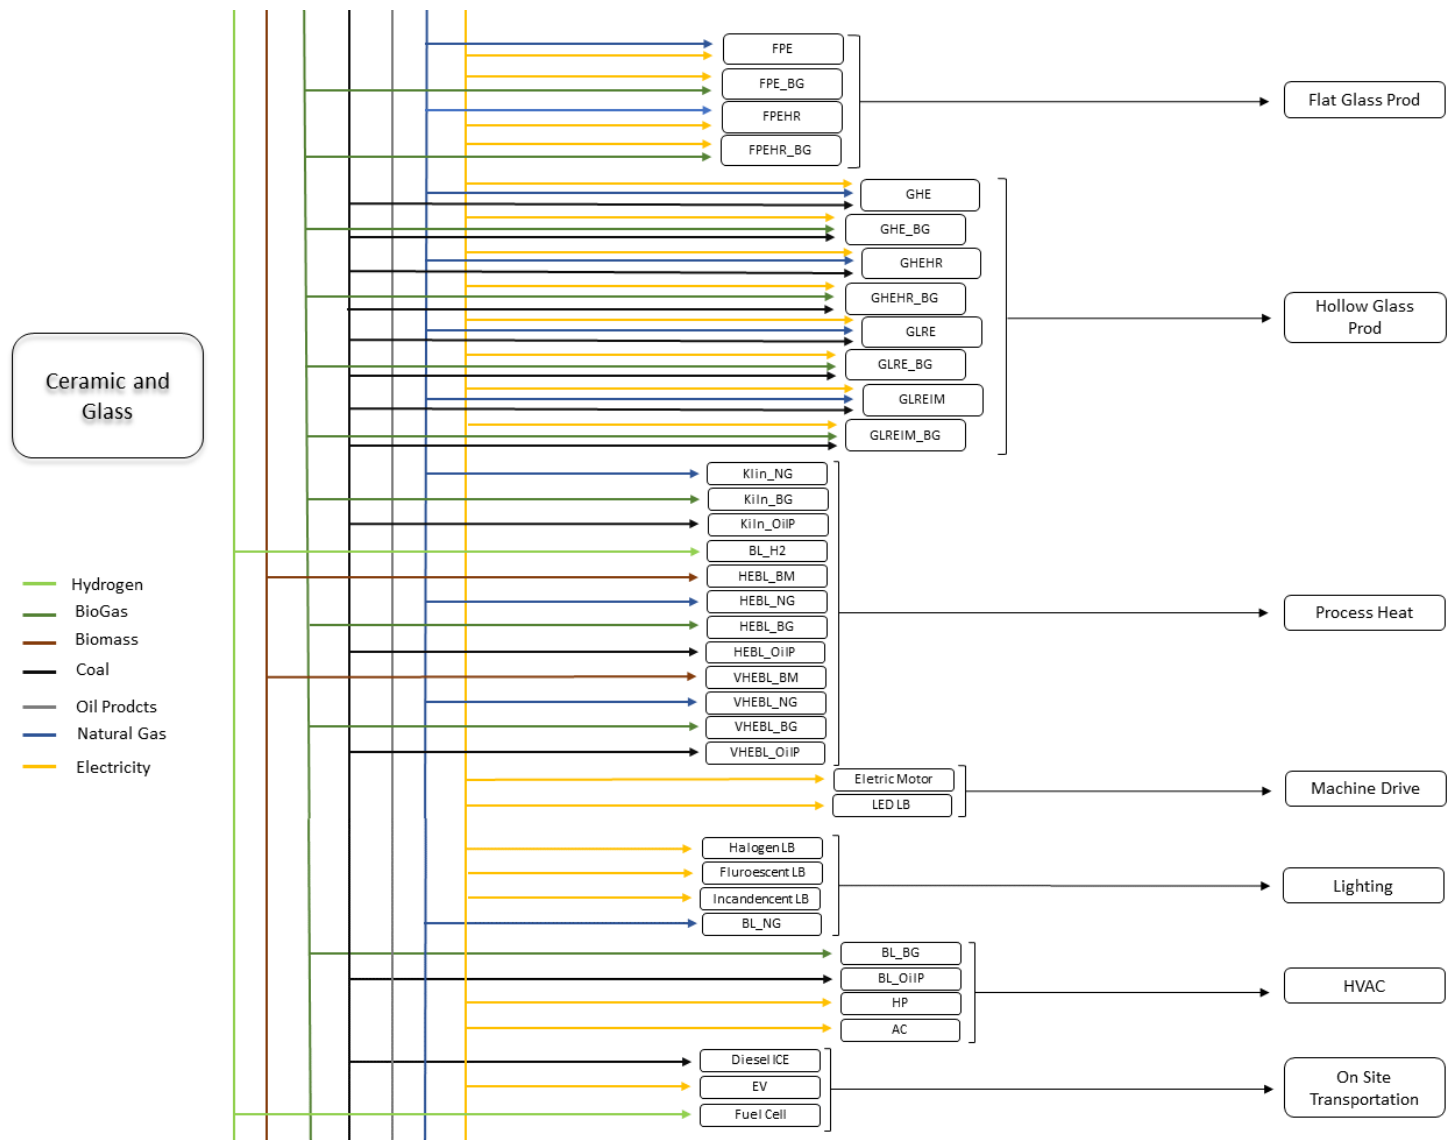 FPE
FPE_BG
FPEHR
FPEHR_BG
Flat Glass Prod
GHE
GHE_BG
GHEHR
GHEHR_BG
GLRE
GLRE_BG
GLREIM
GLREIM_BG
Hollow Glass
Prod
Ceramic and
Glass
Klin_NG
Kiln_BG
Kiln_OilP
BL_H2
HEBL_BM
HEBL_NG
HEBL_BG
HEBL_OilP
VHEBL_BM
VHEBL_NG
VHEBL_BG
VHEBL_OilP
Process Heat
Hydrogen
BioGas
Biomass
Coal
Oil Prodcts
Natural Gas
Electricity
Eletric Motor
LED LB
Machine Drive
Halogen LB
Fluroescent LB
Incandencent LB
BL_NG
Lighting
BL_BG
BL_OilP
HP
AC
HVAC
Diesel ICE
EV
Fuel Cell
On Site
Transportation